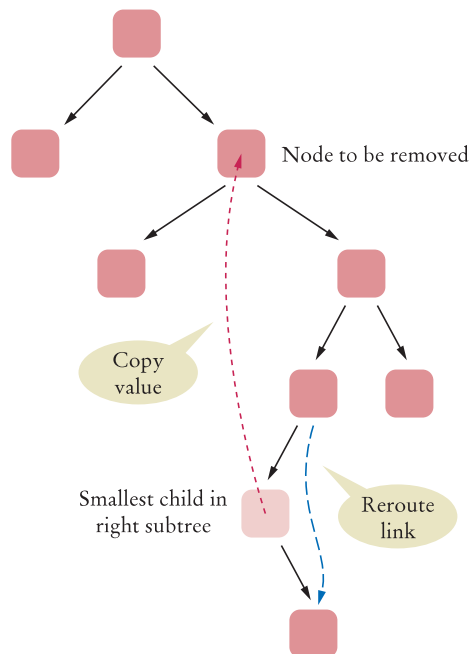 Node to be removed
Copy
value
Smallest child in
right subtree
Reroute
link